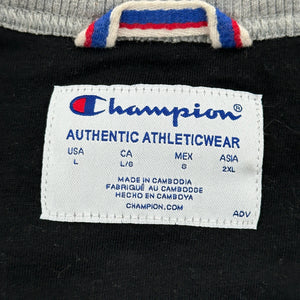 Champion®
AUTHENTIC ATHLETICWEAR
USA CA MEX ASIA
L L/G G 2XL
MADE IN CAMBODIA
FABRIQUÉ AU CAMBODGE
HECHO EN CAMBOYA
CHAMPION.COM
ADV